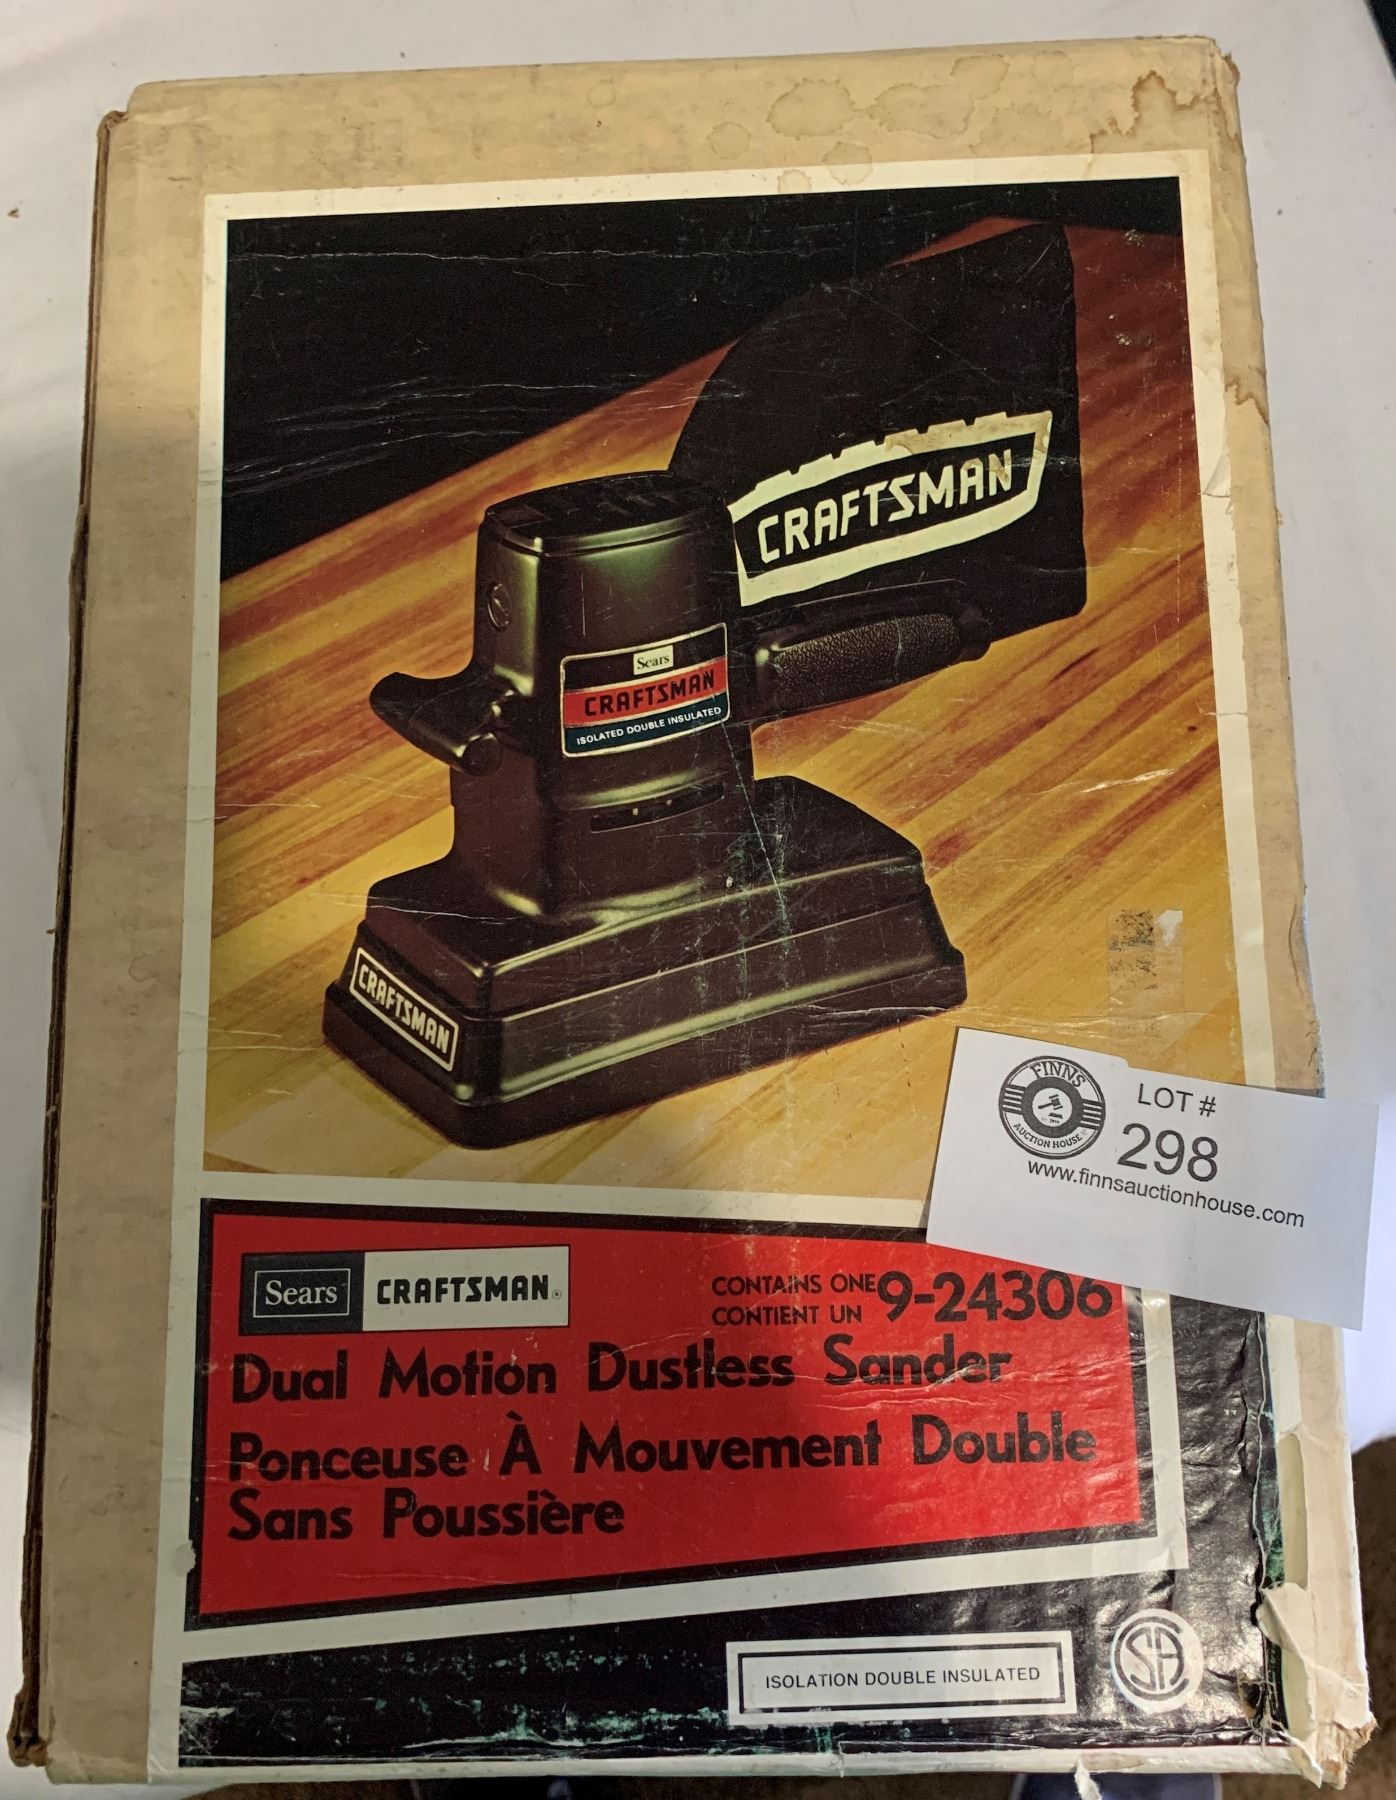 CRAFTSMAN
Sears
CRAFTSMAN
ISOLATED DOUBLE INSULATED
CRAFTSMAN
FINNS
AUCTION HOUSE
LOT #
298
www.finnsauctionhouse.com
Sears CRAFTSMAN®
CONTAINS ONE
CONTIENT UN
9-24306
Dual Motion Dustless Sander
Ponceuse À Mouvement Double
Sans Poussière
ISOLATION DOUBLE INSULATED
CSA